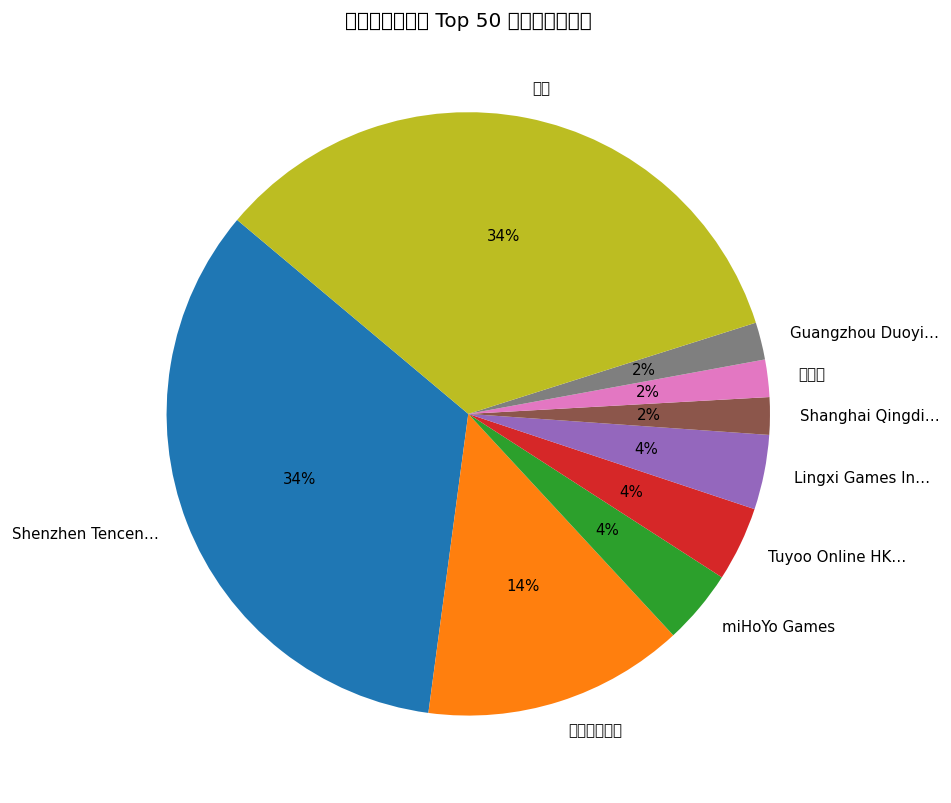 Top 50
34%
Guangzhou Duoyi…
2%
2%
Shanghai Qingdi…
2%
4%
Lingxi Games In…
34%
4%
Shenzhen Tencen…
4%
Tuyoo Online HK…
14%
miHoYo Games